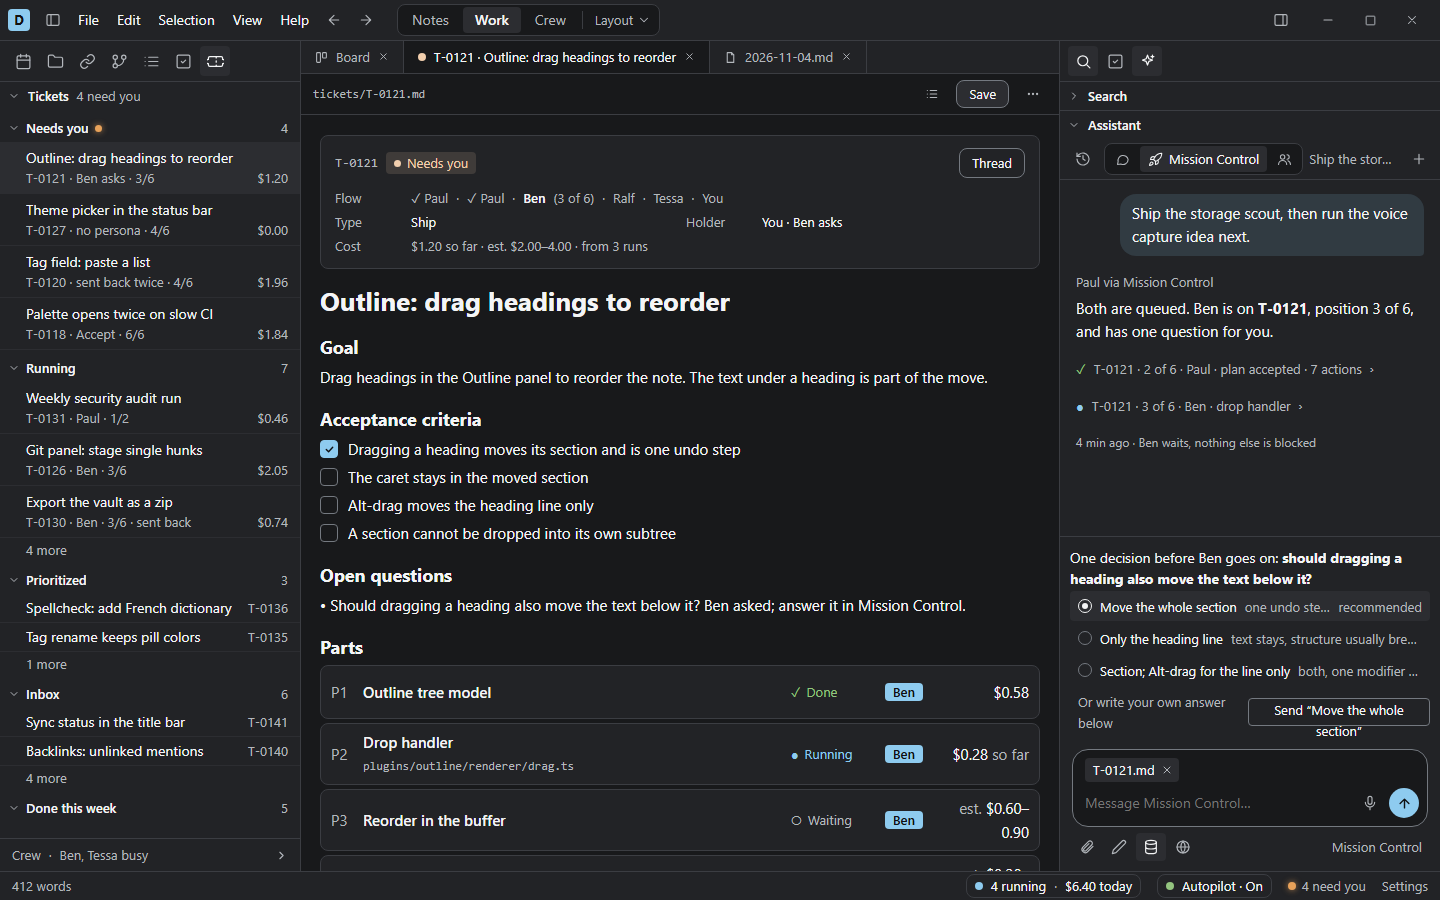 D File Edit Selection View Help Notes Work Crew Layout
Board T-0121 · Outline: drag headings to reorder 2026-11-04.md
Tickets 4 need you
Needs you 4
Outline: drag headings to reorder
T-0121 · Ben asks · 3/6 $1.20
Theme picker in the status bar
T-0127 · no persona · 4/6 $0.00
Tag field: paste a list
T-0120 · sent back twice · 4/6 $1.96
Palette opens twice on slow CI
T-0118 · Accept · 6/6 $1.84
Running 7
Weekly security audit run
T-0131 · Paul · 1/2 $0.46
Git panel: stage single hunks
T-0126 · Ben · 3/6 $2.05
Export the vault as a zip
T-0130 · Ben · 3/6 · sent back $0.74
4 more
Prioritized 3
Spellcheck: add French dictionary T-0136
Tag rename keeps pill colors T-0135
1 more
Inbox 6
Sync status in the title bar T-0141
Backlinks: unlinked mentions T-0140
4 more
Done this week 5
Crew · Ben, Tessa busy
tickets/T-0121.md Save ···
T-0121 Needs you Thread
Flow ✓ Paul · ✓ Paul · Ben (3 of 6) · Ralf · Tessa · You
Type Ship Holder You · Ben asks
Cost $1.20 so far · est. $2.00–4.00 · from 3 runs
Outline: drag headings to reorder
Goal
Drag headings in the Outline panel to reorder the note. The text under a heading is part of the move.
Acceptance criteria
Dragging a heading moves its section and is one undo step
The caret stays in the moved section
Alt-drag moves the heading line only
A section cannot be dropped into its own subtree
Open questions
• Should dragging a heading also move the text below it? Ben asked; answer it in Mission Control.
Parts
P1 Outline tree model ✓ Done Ben $0.58
P2 Drop handler ● Running Ben $0.28 so far
plugins/outline/renderer/drag.ts
P3 Reorder in the buffer ○ Waiting Ben est. $0.60–
0.90
Search
Assistant
Mission Control Ship the stor...
Ship the storage scout, then run the voice
capture idea next.
Paul via Mission Control
Both are queued. Ben is on T-0121, position 3 of 6,
and has one question for you.
✓ T-0121 · 2 of 6 · Paul · plan accepted · 7 actions ›
● T-0121 · 3 of 6 · Ben · drop handler ›
4 min ago · Ben waits, nothing else is blocked
One decision before Ben goes on: should dragging a
heading also move the text below it?
Move the whole section one undo ste... recommended
Only the heading line text stays, structure usually bre...
Section; Alt-drag for the line only both, one modifier ...
Or write your own answer
below
Send “Move the whole
section”
T-0121.md
Message Mission Control...
Mission Control
412 words 4 running · $6.40 today Autopilot · On 4 need you Settings